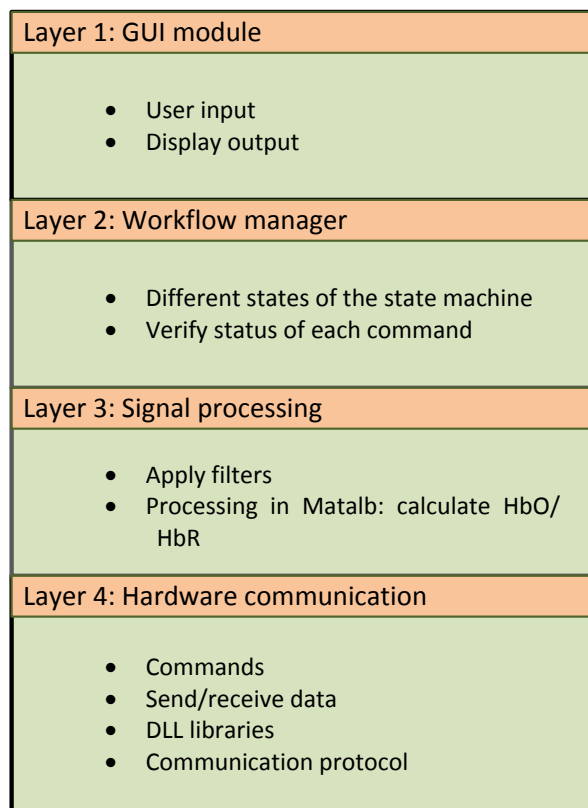 Layer 1: GUI module
• User input
• Display output
Layer 2: Workflow manager
• Different states of the state machine
• Verify status of each command
Layer 3: Signal processing
• Apply filters
• Processing in Matalb: calculate HbO/
HbR
Layer 4: Hardware communication
• Commands
• Send/receive data
• DLL libraries
• Communication protocol